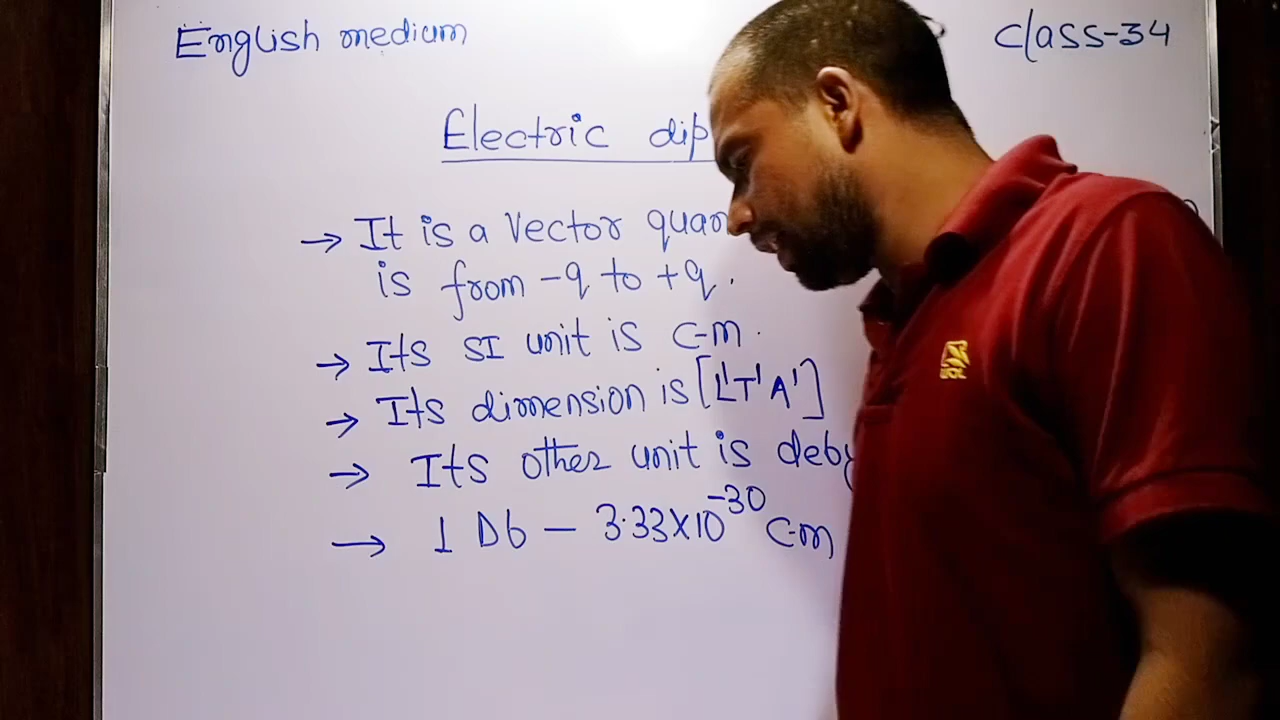 English medium
class-34
Electric dip
→ It is a vector quan
is from -q to +q.
→ Its SI unit is C-m.
→ Its dimension is [L¹T¹A¹]
→ Its other unit is deby
→ 1 Db — 3.33×10⁻³⁰ C-m